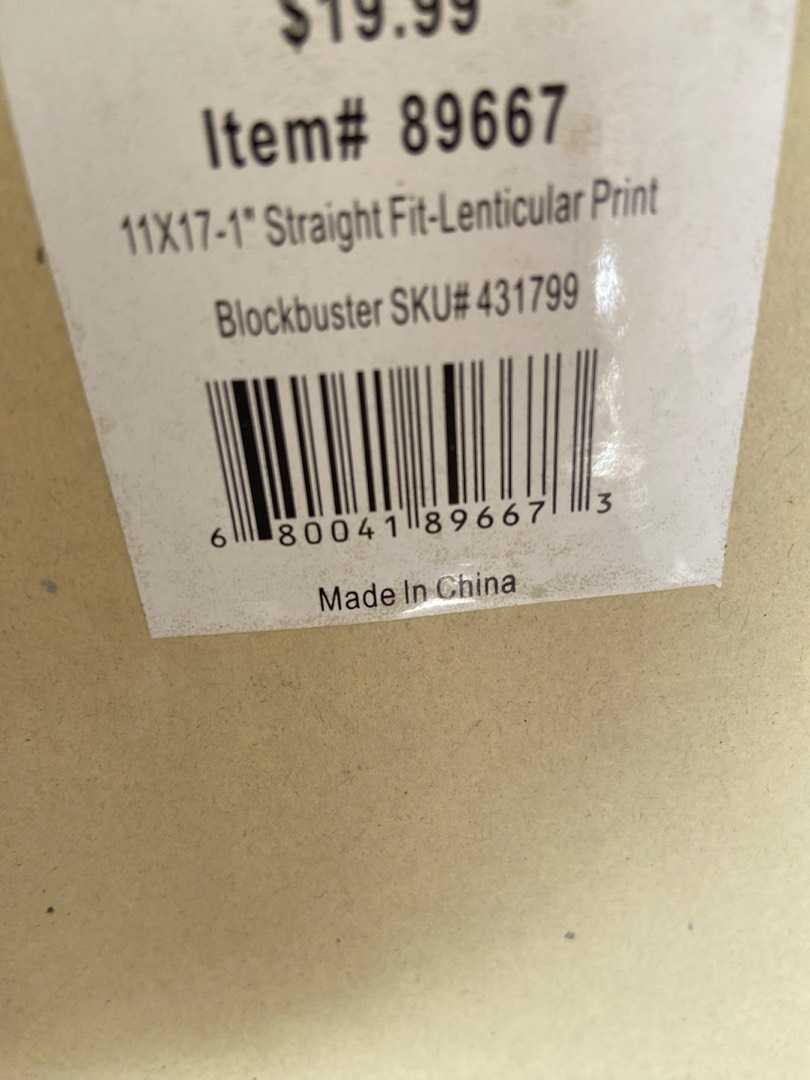 $19.99
Item# 89667
11X17-1" Straight Fit-Lenticular Print
Blockbuster SKU# 431799
6 80041 89667 3
Made In China